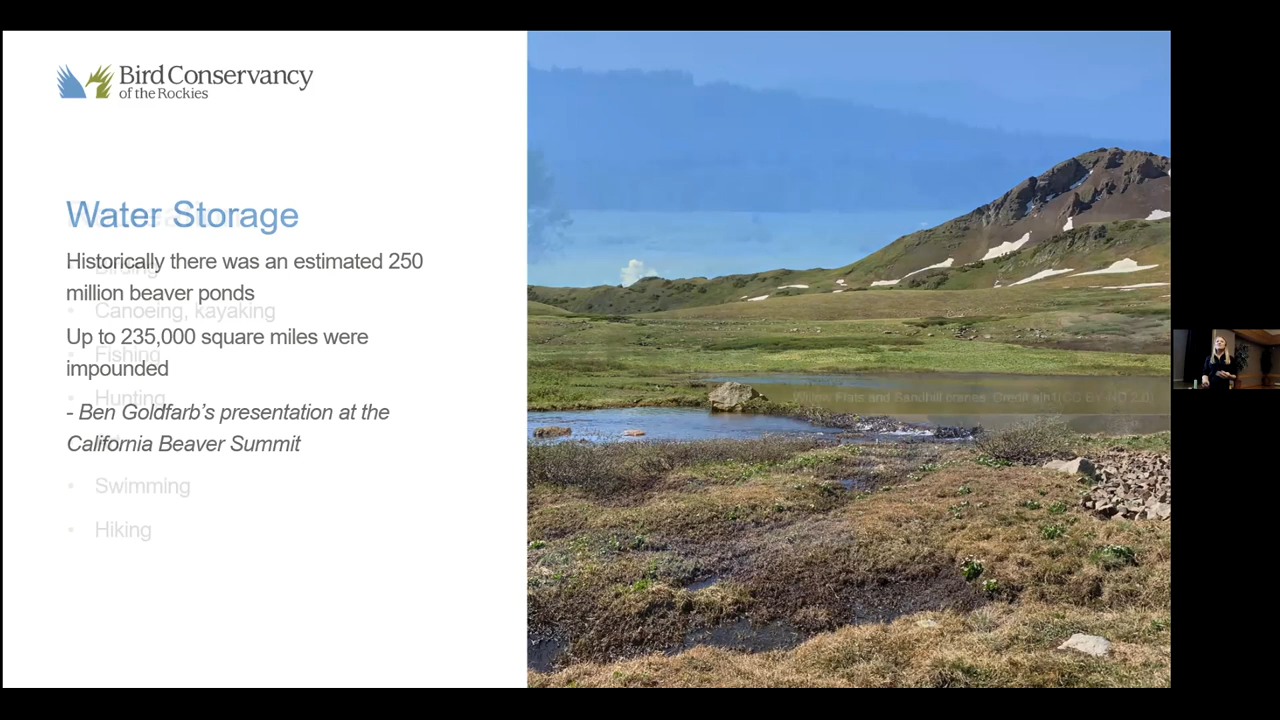 Bird Conservancy
of the Rockies
Water Storage
Historically there was an estimated 250
million beaver ponds
Up to 235,000 square miles were
impounded
- Ben Goldfarb's presentation at the
California Beaver Summit
• Birding
• Canoeing, kayaking
• Fishing
• Hunting
• Swimming
• Hiking
Willow Flats and Sandhill cranes. Credit
(CC BY-ND 2.0)